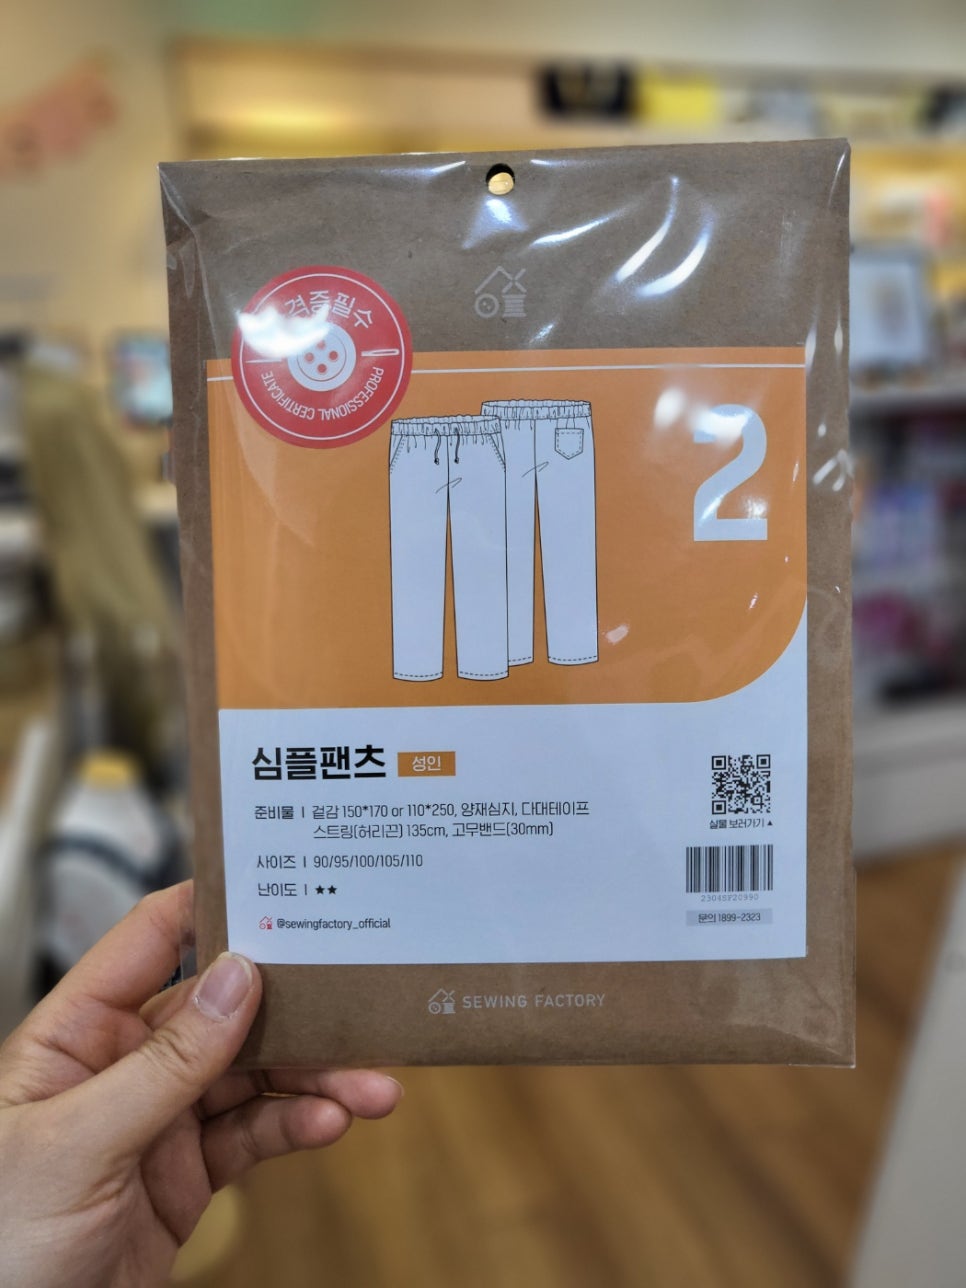 격증필수
PROFESSIONAL CERTIFICATE
2
심플팬츠 성인
준비물 | 겉감 150*170 or 110*250, 양재심지, 다대테이프
스트링(허리끈) 135cm, 고무밴드(30mm)
사이즈 | 90/95/100/105/110
난이도 | ★★
@sewingfactory_official
실물 보러가기▲
2304SP20990
문의 1899-2323
SEWING FACTORY